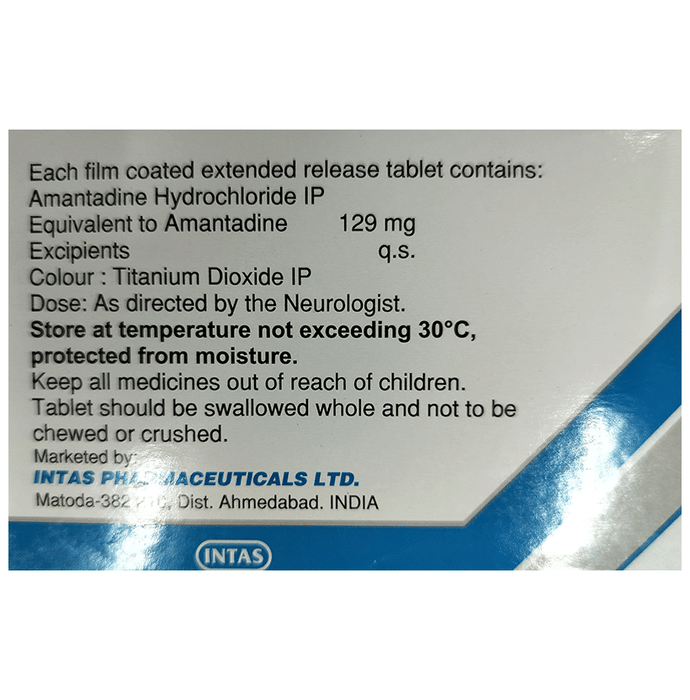 Each film coated extended release tablet contains:
Amantadine Hydrochloride IP
Equivalent to Amantadine 129 mg
Excipients q.s.
Colour : Titanium Dioxide IP
Dose: As directed by the Neurologist.
Store at temperature not exceeding 30°C,
protected from moisture.
Keep all medicines out of reach of children.
Tablet should be swallowed whole and not to be
chewed or crushed.
Marketed by:
INTAS PHARMACEUTICALS LTD.
Dist. Ahmedabad. INDIA
INTAS